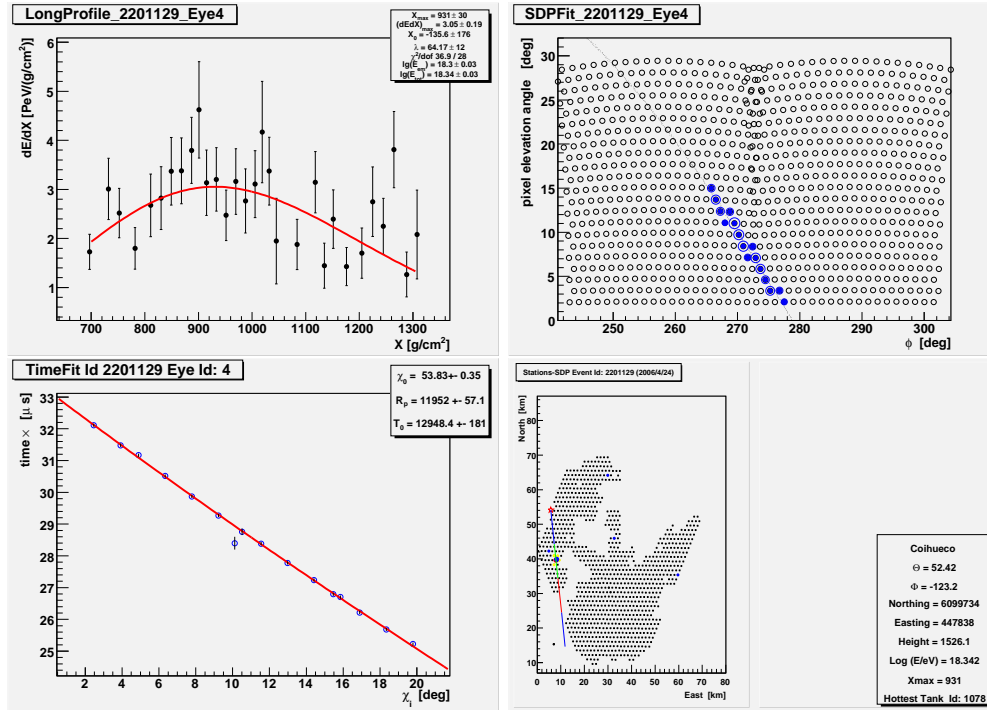 LongProfile_2201129_Eye4
X_max = 931± 30
(dEdX)_max = 3.05 ± 0.19
X_0 = -135.6 ± 176
λ = 64.17 ± 12
χ²/dof 36.9 / 28
lg(E_em) = 18.3 ± 0.03
lg(E_tot) = 18.34 ± 0.03
dE/dX [PeV/(g/cm²)]
6
5
4
3
2
1
700 800 900 1000 1100 1200 1300
X [g/cm²]
SDPFit_2201129_Eye4
pixel elevation angle [deg]
30
25
20
15
10
5
0
250 260 270 280 290 300
φ [deg]
TimeFit Id 2201129 Eye Id: 4
χ_0 = 53.83+- 0.35
R_p = 11952 +- 57.1
T_0 = 12948.4 +- 181
time× [μ s]
33
32
31
30
29
28
27
26
25
2 4 6 8 10 12 14 16 18 20
χ_i [deg]
Stations-SDP Event Id: 2201129 (2006/4/24)
North [km]
80
70
60
50
40
30
20
10
0 10 20 30 40 50 60 70 80
East [km]
Coihueco
Θ = 52.42
Φ = -123.2
Northing = 6099734
Easting = 447838
Height = 1526.1
Log (E/eV) = 18.342
Xmax = 931
Hottest Tank Id: 1078